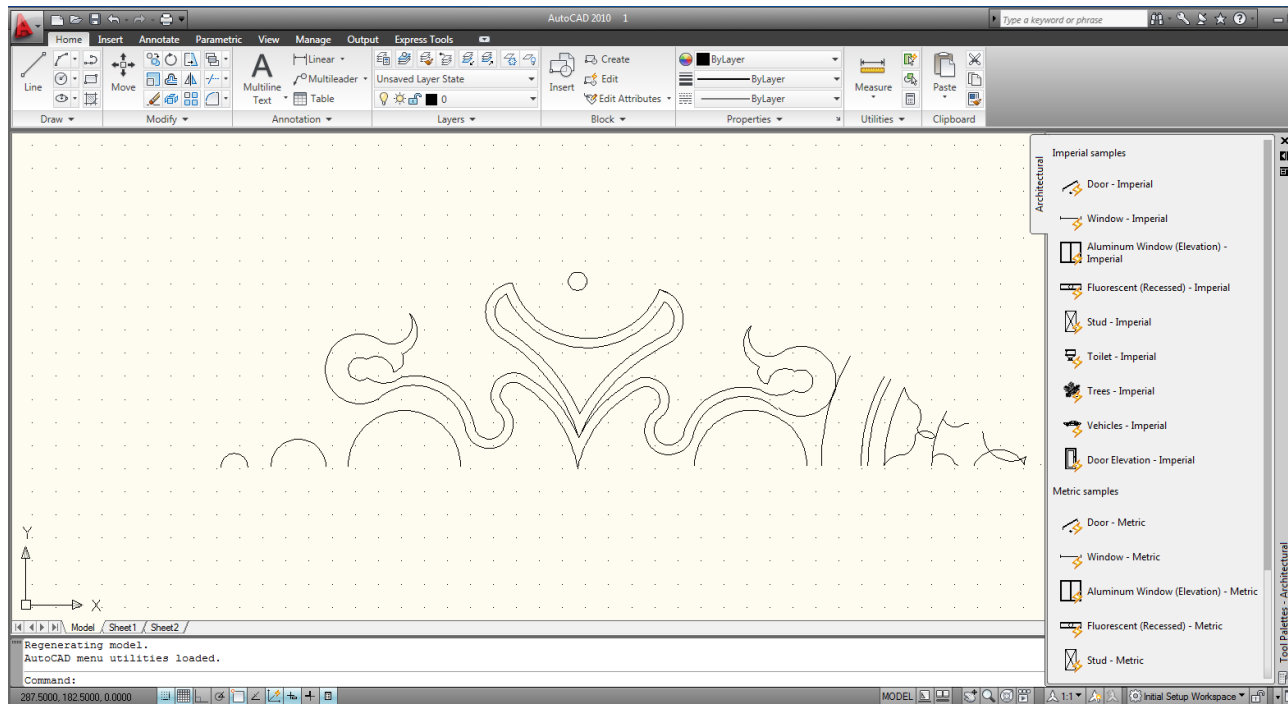 AutoCAD 2010 1
Type a keyword or phrase
Home Insert Annotate Parametric View Manage Output Express Tools
Line
Move
A
Multiline
Text
Linear
Multileader
Table
Unsaved Layer State
0
Insert
Create
Edit
Edit Attributes
ByLayer
ByLayer
ByLayer
Measure
Paste
Draw Modify Annotation Layers Block Properties Utilities Clipboard
Architectural
Imperial samples
Door - Imperial
Window - Imperial
Aluminum Window (Elevation) -
Imperial
Fluorescent (Recessed) - Imperial
Stud - Imperial
Toilet - Imperial
Trees - Imperial
Vehicles - Imperial
Door Elevation - Imperial
Metric samples
Door - Metric
Window - Metric
Aluminum Window (Elevation) - Metric
Fluorescent (Recessed) - Metric
Stud - Metric
Tool Palettes - Architectural
Y
X
Model Sheet1 Sheet2
Regenerating model.
AutoCAD menu utilities loaded.
Command:
287.5000, 182.5000, 0.0000
MODEL
1:1
Initial Setup Workspace